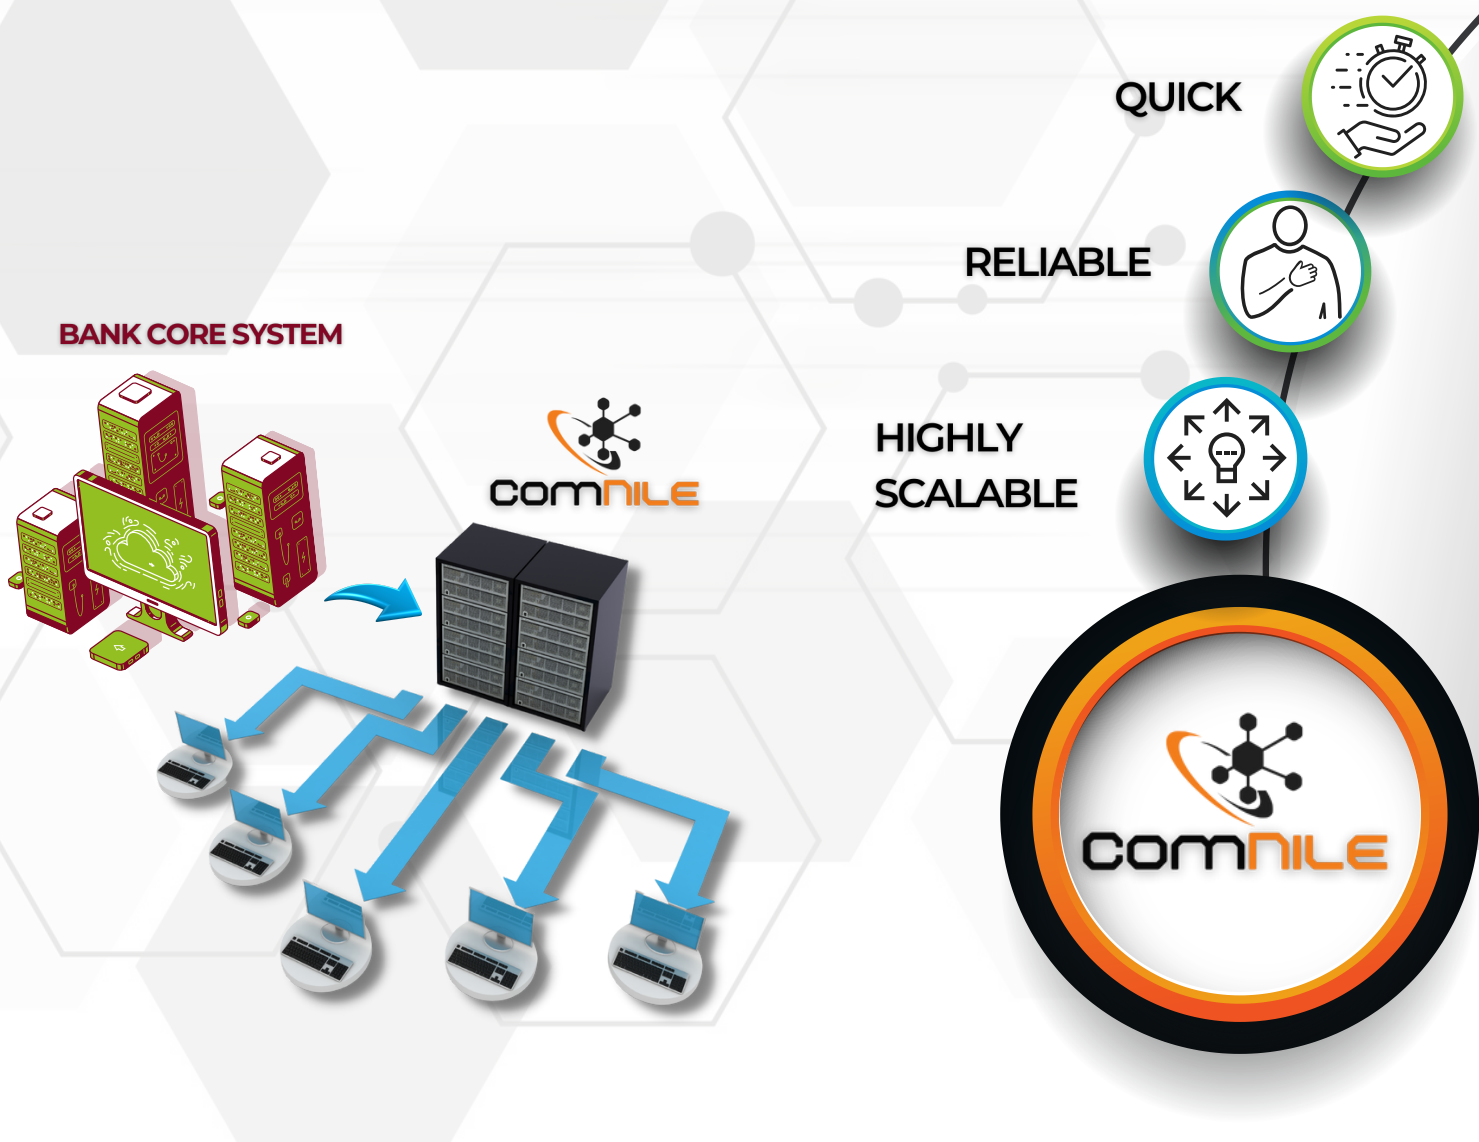 QUICK
RELIABLE
BANK CORE SYSTEM
HIGHLY
SCALABLE
ComNILE
ComNILE